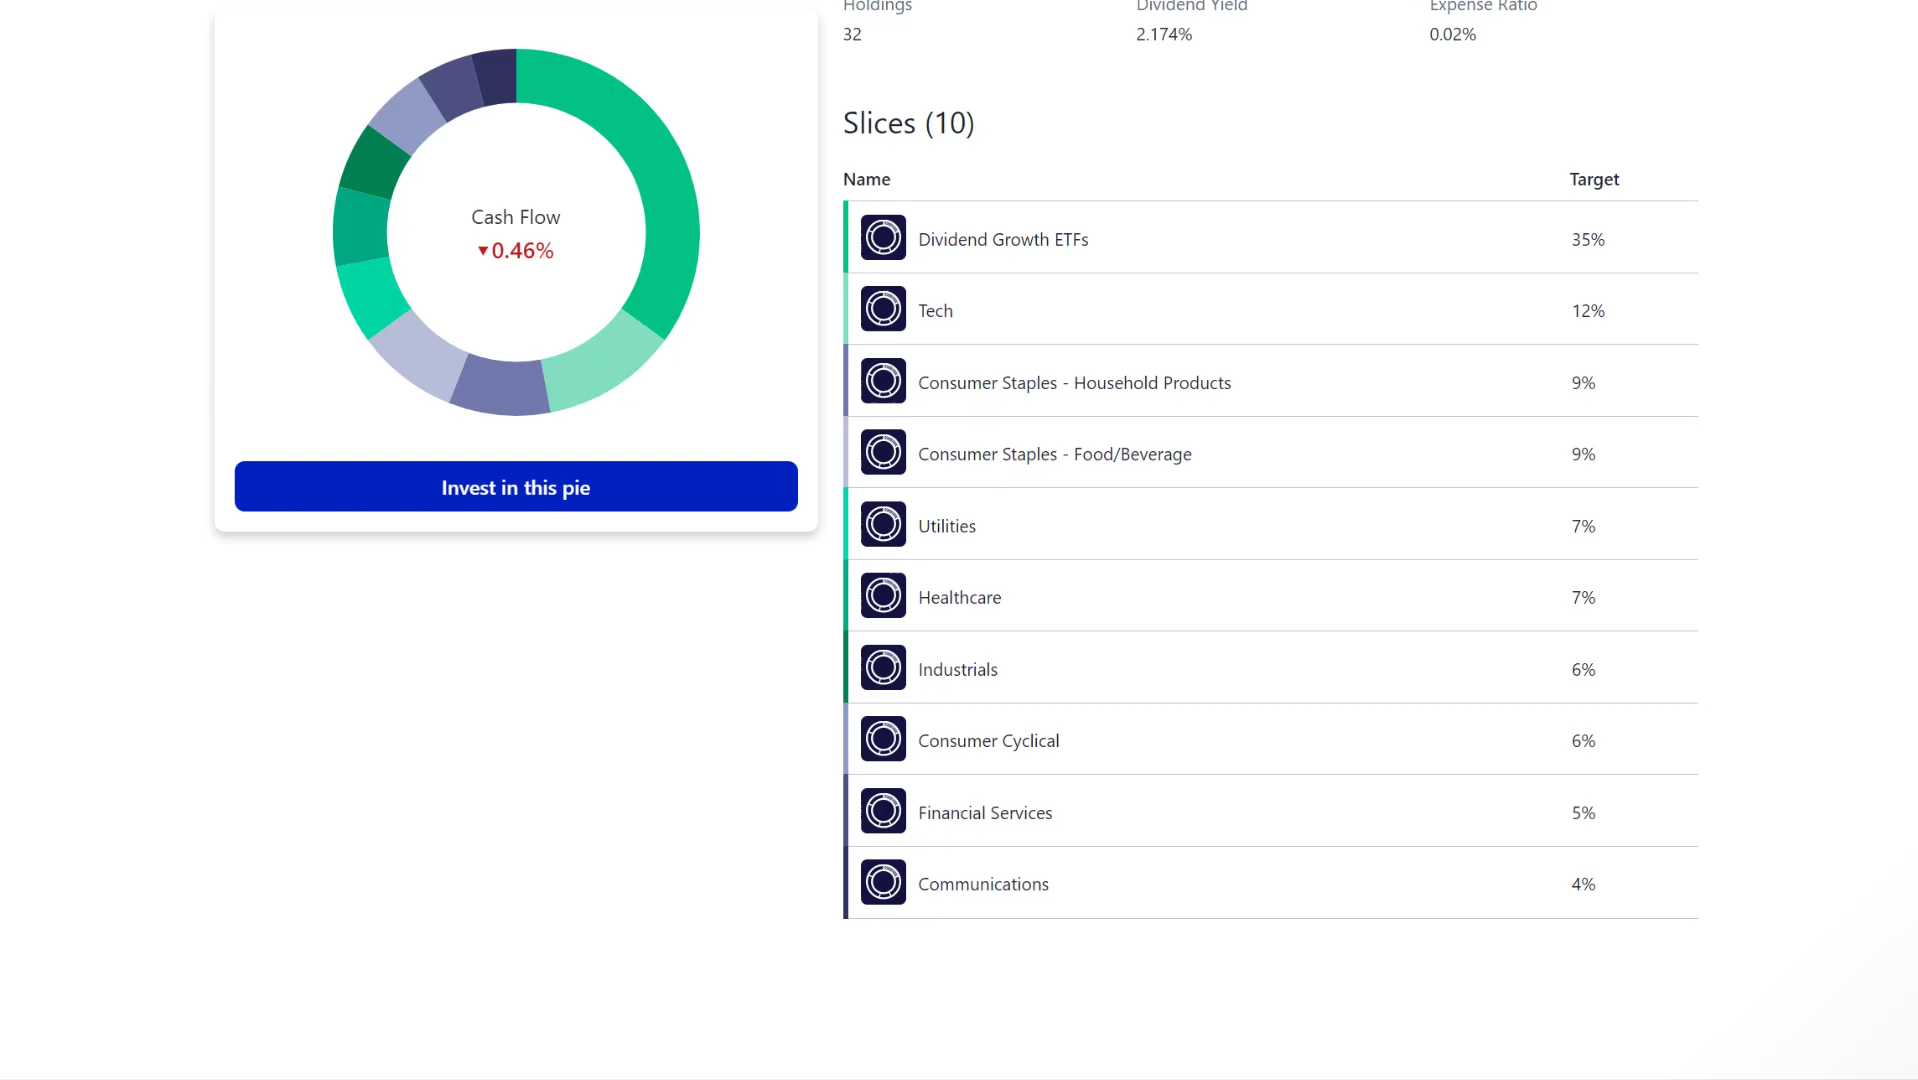 Holdings
Dividend Yield
Expense Ratio
32
2.174%
0.02%
Cash Flow
▼0.46%
Invest in this pie
Slices (10)
Name
Target
Dividend Growth ETFs
35%
Tech
12%
Consumer Staples - Household Products
9%
Consumer Staples - Food/Beverage
9%
Utilities
7%
Healthcare
7%
Industrials
6%
Consumer Cyclical
6%
Financial Services
5%
Communications
4%